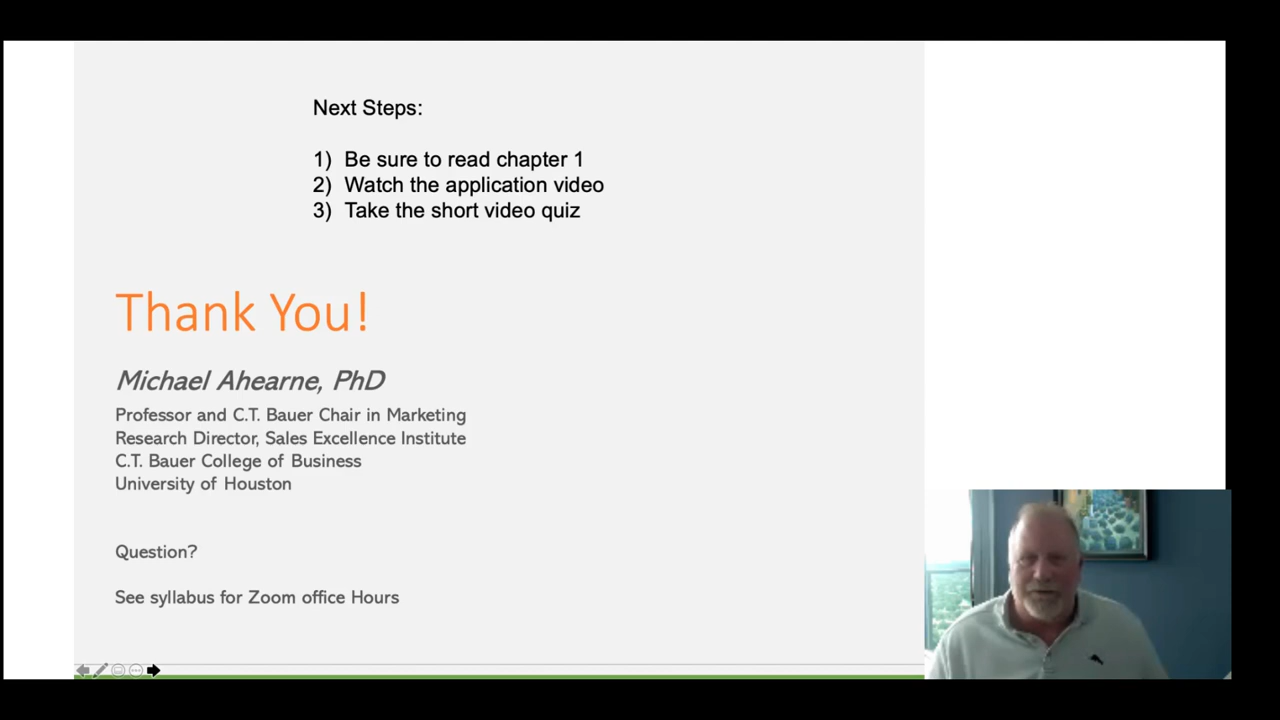 Next Steps:
1) Be sure to read chapter 1
2) Watch the application video
3) Take the short video quiz
Thank You!
Michael Ahearne, PhD
Professor and C.T. Bauer Chair in Marketing
Research Director, Sales Excellence Institute
C.T. Bauer College of Business
University of Houston
Question?
See syllabus for Zoom office Hours